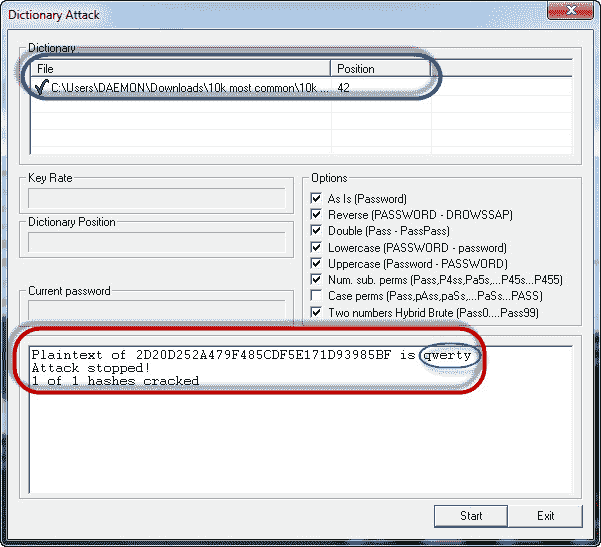 Dictionary Attack
Dictionary
File Position
C:\Users\DAEMON\Downloads\10k most common\10k ... 42
Key Rate
Dictionary Position
Current password
Options
As Is (Password)
Reverse (PASSWORD - DROWSSAP)
Double (Pass - PassPass)
Lowercase (PASSWORD - password)
Uppercase (Password - PASSWORD)
Num. sub. perms (Pass,P4ss,Pa5s,...P45s...P455)
Case perms (Pass,pAss,paSs,...PaSs...PASS)
Two numbers Hybrid Brute (Pass0....Pass99)
Plaintext of 2D20D252A479F485CDF5E171D93985BF is qwerty
Attack stopped!
1 of 1 hashes cracked
Start Exit